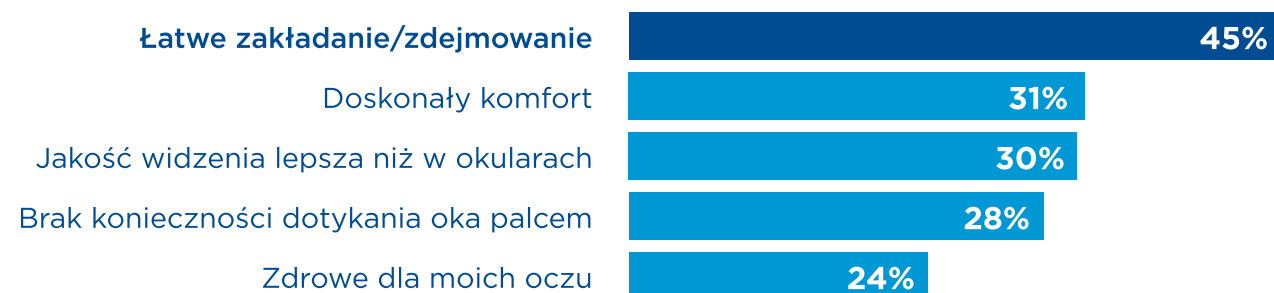 Łatwe zakładanie/zdejmowanie 45%
Doskonały komfort 31%
Jakość widzenia lepsza niż w okularach 30%
Brak konieczności dotykania oka palcem 28%
Zdrowe dla moich oczu 24%